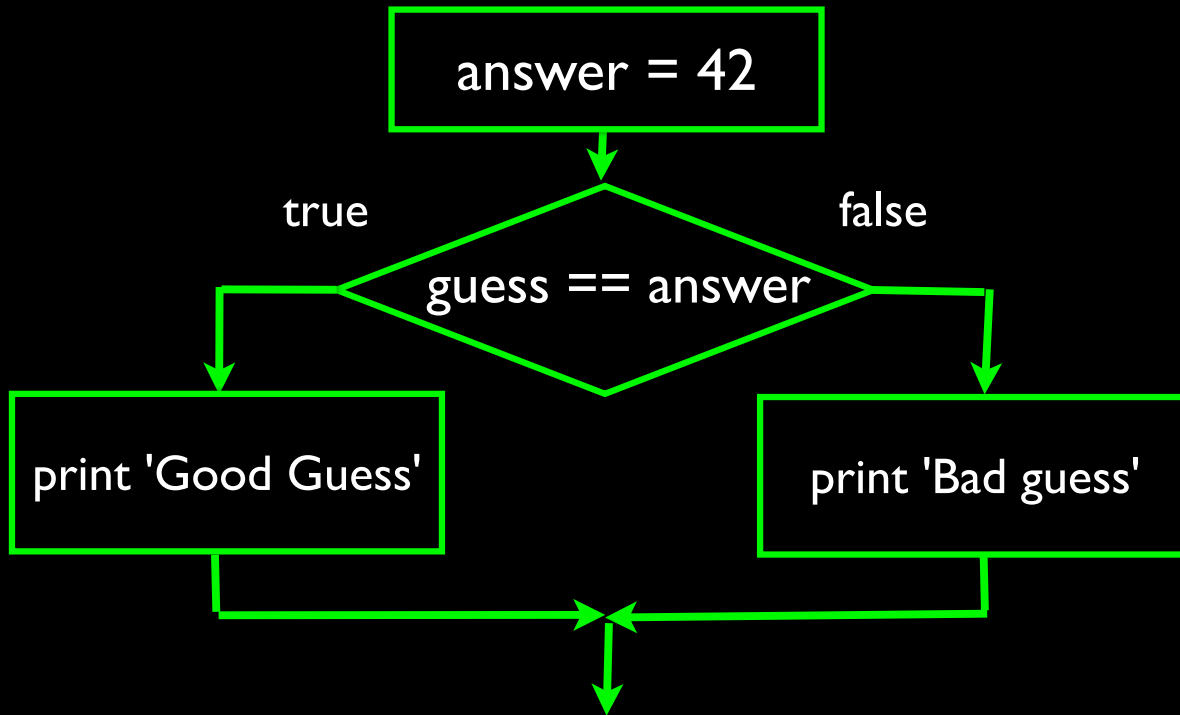 answer = 42
true
false
guess == answer
print 'Good Guess'
print 'Bad guess'